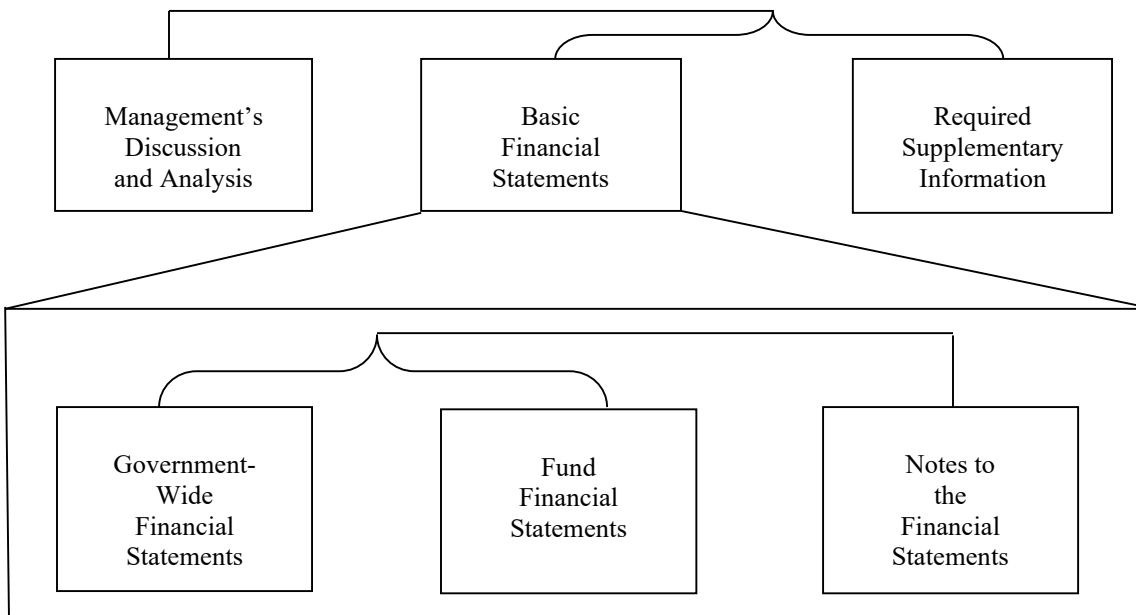 Management’s
Discussion
and Analysis
Basic
Financial
Statements
Required
Supplementary
Information
Government-
Wide
Financial
Statements
Fund
Financial
Statements
Notes to
the
Financial
Statements